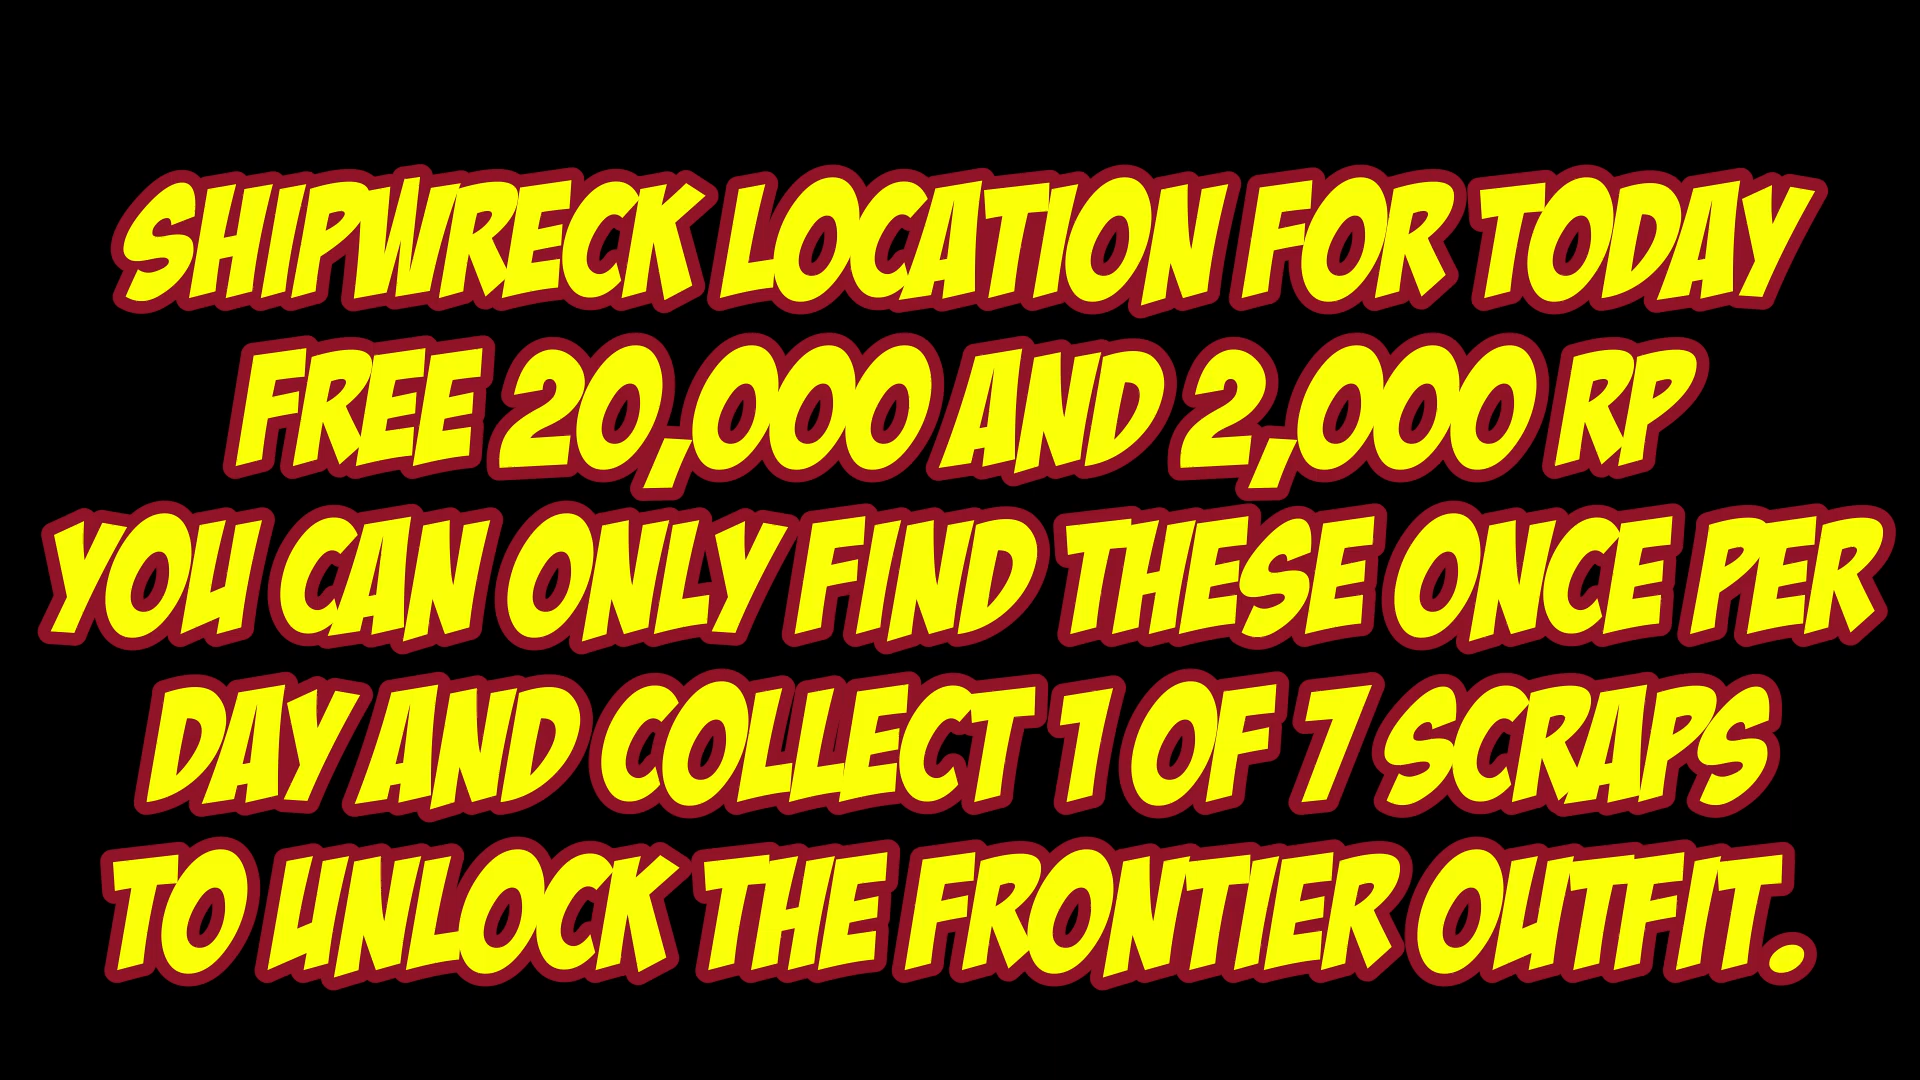 SHIPWRECK LOCATION FOR TODAY
FREE 20,000 AND 2,000 RP
YOU CAN ONLY FIND THESE ONCE PER
DAY AND COLLECT 1 OF 7 SCRAPS
TO UNLOCK THE FRONTIER OUTFIT.